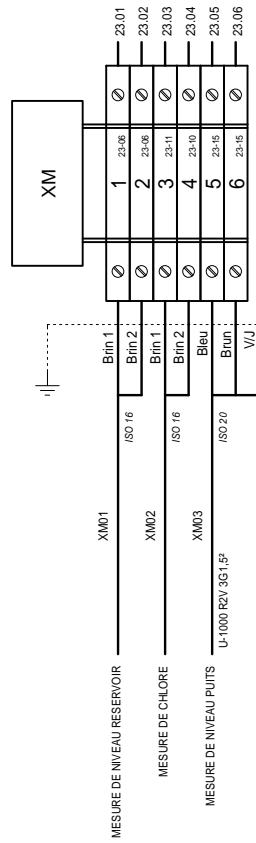 XM
1 23-06 23.01
2 23-06 23.02
3 23-11 23.03
4 23-10 23.04
5 23-15 23.05
6 23-15 23.06
Brin 1
Brin 2
Brin 1
Brin 2
Bleu
Brun
V/J
ISO 16
ISO 16
ISO 20
XM01
XM02
XM03
U-1000 R2V 3G1,5²
MESURE DE NIVEAU RESERVOIR
MESURE DE CHLORE
MESURE DE NIVEAU PUITS